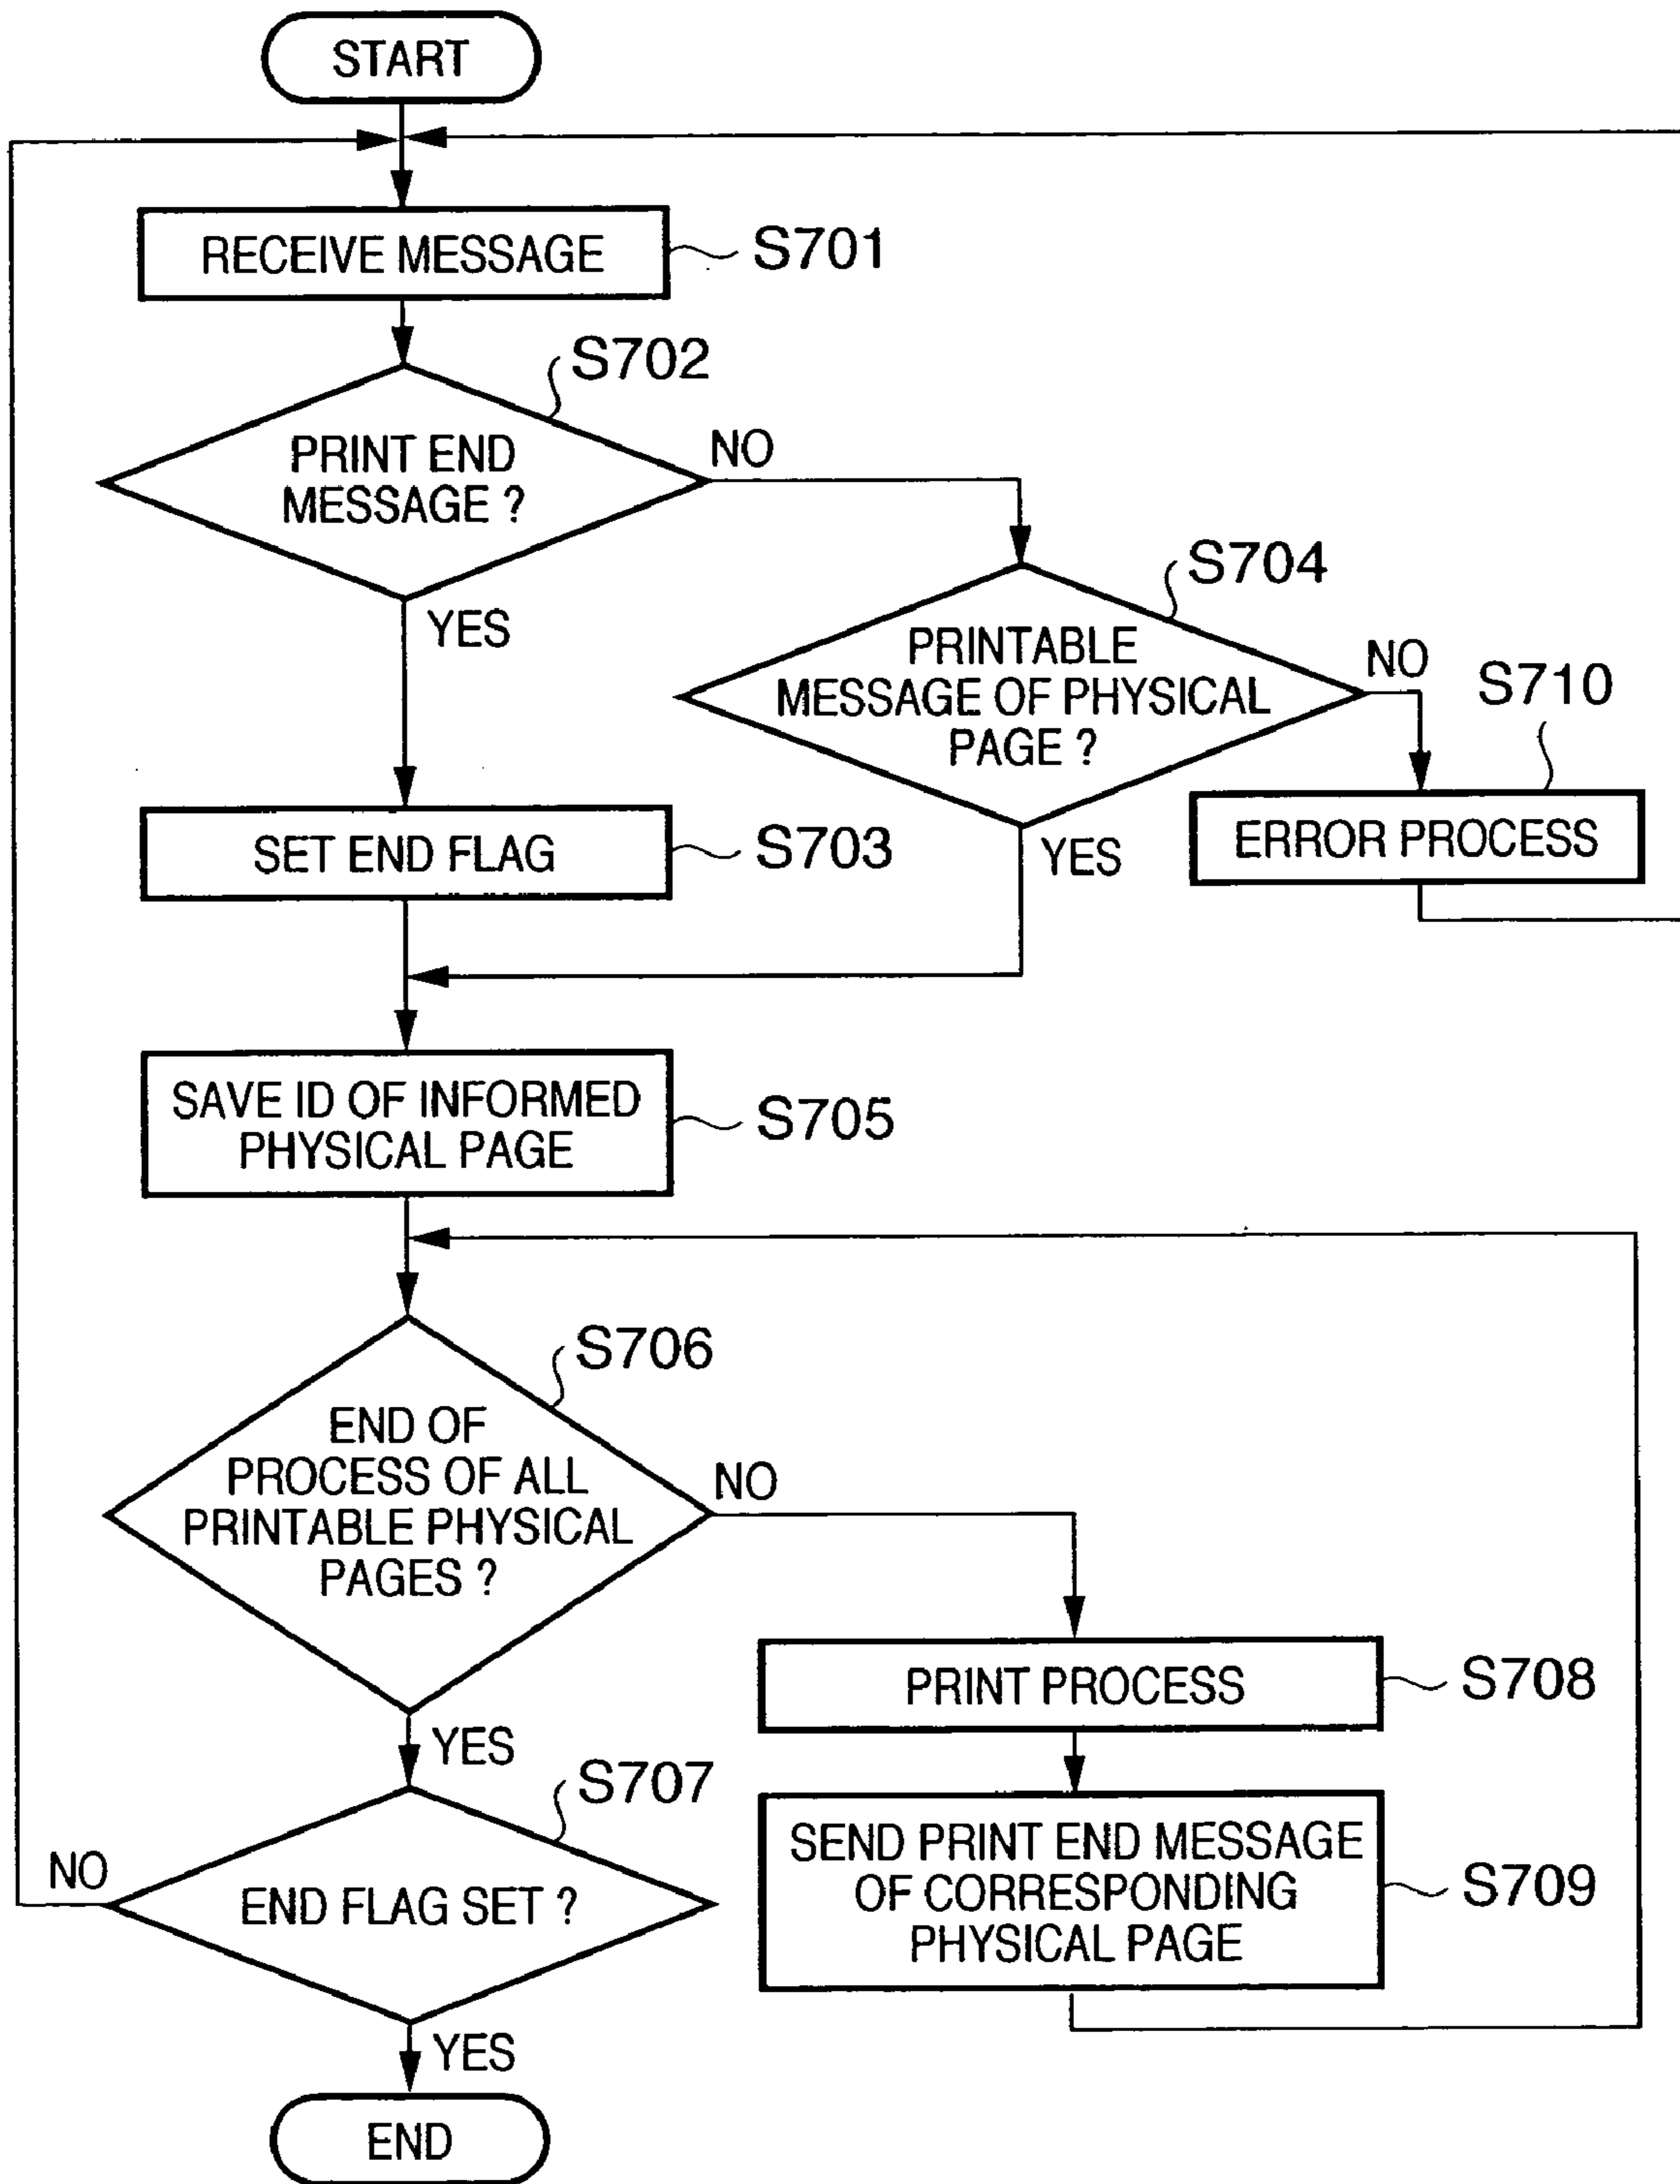 START
RECEIVE MESSAGE
S701
S702
PRINT END
MESSAGE ?
NO
YES
S704
PRINTABLE
MESSAGE OF PHYSICAL
PAGE ?
NO
YES
S710
ERROR PROCESS
SET END FLAG
S703
SAVE ID OF INFORMED
PHYSICAL PAGE
S705
S706
END OF
PROCESS OF ALL
PRINTABLE PHYSICAL
PAGES ?
NO
YES
PRINT PROCESS
S708
S707
END FLAG SET ?
NO
YES
SEND PRINT END MESSAGE
OF CORRESPONDING
PHYSICAL PAGE
S709
END